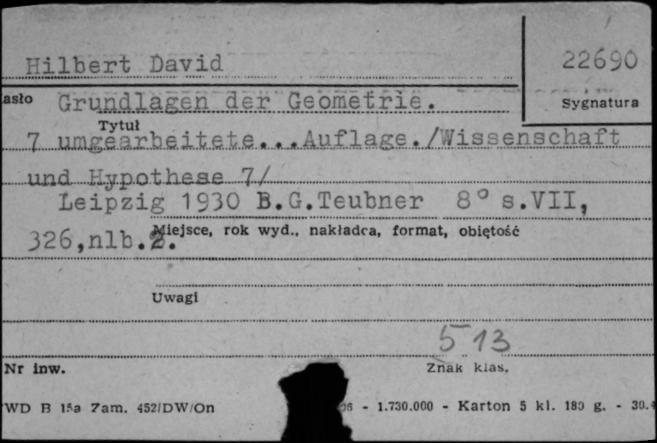 Hilbert David
22690
asło
Sygnatura
Grundlagen der Geometrie.
Tytuł
7 umgearbeitete...Auflage./Wissenschaft
und Hypothese 7/
Leipzig 1930 B.G.Teubner 8° s.VII,
326,nlb.2.
Miejsce, rok wyd., nakładca, format, objętość
Uwagi
513
Nr inw.
Znak klas.
WD B 15a Zam. 452/DW/On
06 - 1.730.000 - Karton 5 kl. 180 g. - 30.4